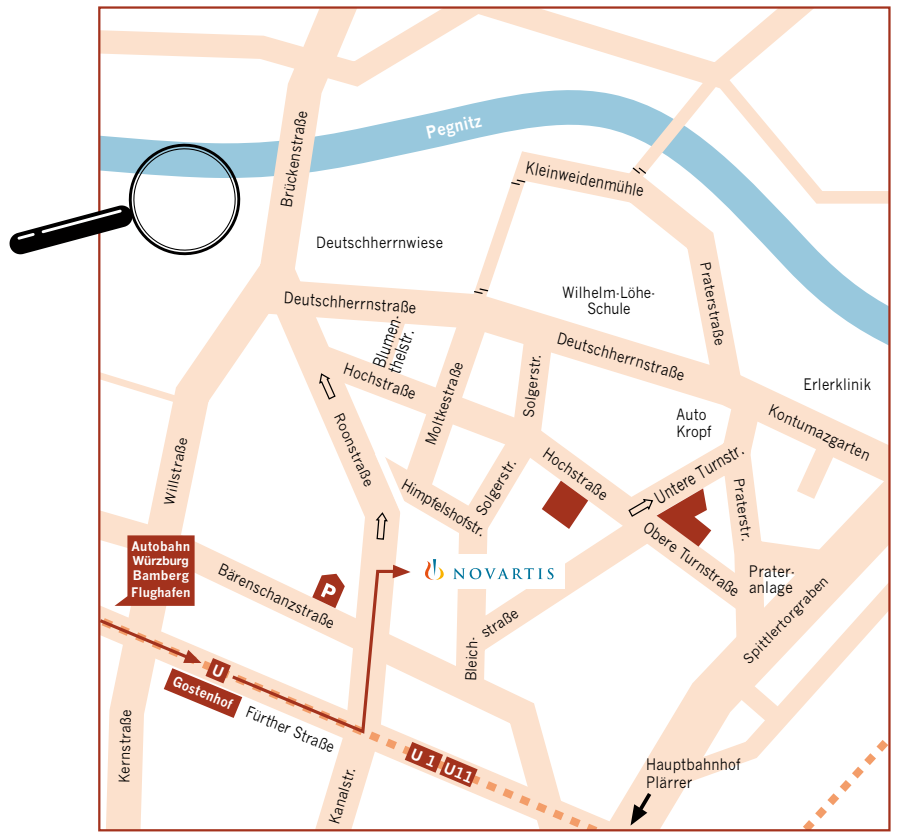 Pegnitz
Brückenstraße
Kleinweidenmühle
Deutschherrnwiese
Praterstraße
Deutschherrnstraße
Wilhelm-Löhe-
Schule
Blumen-
thelstr.
Deutschherrnstraße
Hochstraße
Moltkestraße
Solgerstr.
Erlerklinik
Auto
Kropf
Kontumazgarten
Roonstraße
Willstraße
Hochstraße
Untere Turnstr.
Solgerstr.
Himpfelshofstr.
Praterstr.
Obere Turnstraße
Autobahn
Würzburg
Bamberg
Flughafen
Bärenschanzstraße
P
NOVARTIS
Prater-
anlage
Spittlertorgraben
Bleich-
straße
U
Gostenhof
Fürther Straße
Kernstraße
U 1
U11
Kanalstr.
Hauptbahnhof
Plärrer